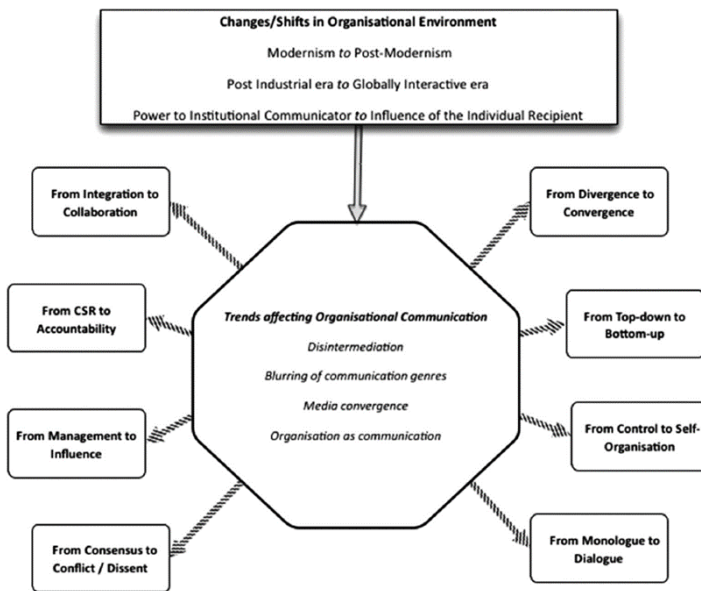 Changes/Shifts in Organisational Environment
Modernism to Post-Modernism
Post Industrial era to Globally Interactive era
Power to Institutional Communicator to Influence of the Individual Recipient
From Integration to
Collaboration
From Divergence to
Convergence
From CSR to
Accountability
From Top-down to
Bottom-up
Trends affecting Organisational Communication
Disintermediation
Blurring of communication genres
Media convergence
Organisation as communication
From Management to
Influence
From Control to Self-
Organisation
From Consensus to
Conflict / Dissent
From Monologue to
Dialogue